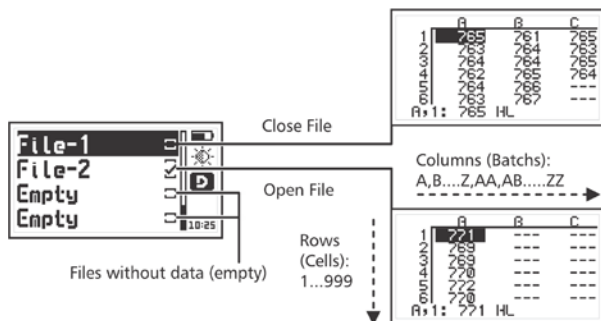 A B C
1 765 761 765
2 763 764 763
3 764 764 765
4 762 765 764
5 764 766 ---
6 763 767 ---
A,1: 765 HL
Close File
File-1
File-2
Empty
Empty
D
10:25
Open File
Columns (Batchs):
A,B....Z,AA,AB.....ZZ
Files without data (empty)
Rows
(Cells):
1...999
A B C
1 771 --- ---
2 769 --- ---
3 769 --- ---
4 770 --- ---
5 772 --- ---
6 770 --- ---
A,1: 771 HL